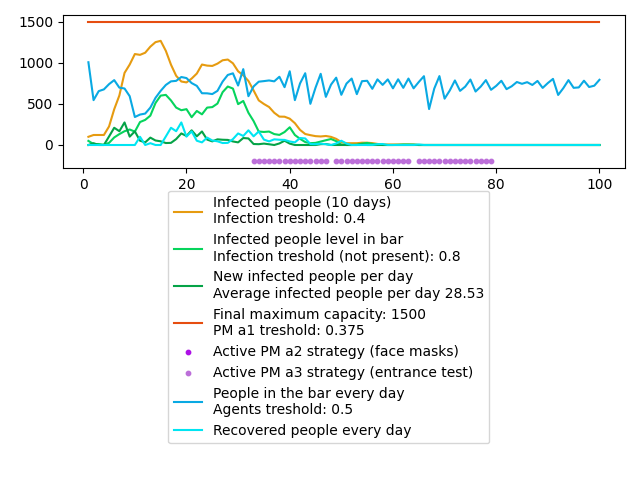 1500
1000
500
0
0
20
40
60
80
100
Infected people (10 days)
Infection treshold: 0.4
Infected people level in bar
Infection treshold (not present): 0.8
New infected people per day
Average infected people per day 28.53
Final maximum capacity: 1500
PM a1 treshold: 0.375
Active PM a2 strategy (face masks)
Active PM a3 strategy (entrance test)
People in the bar every day
Agents treshold: 0.5
Recovered people every day